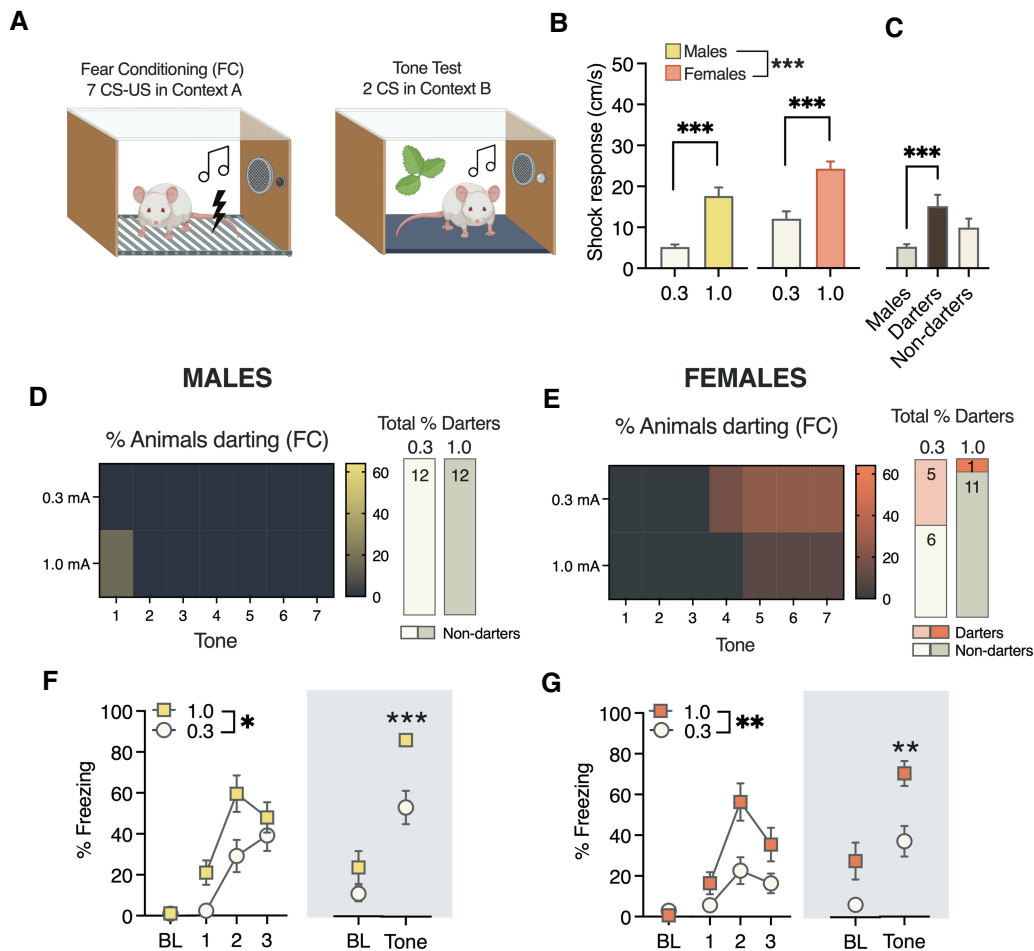 A
Fear Conditioning (FC)
7 CS-US in Context A
Tone Test
2 CS in Context B
B
Males
Females
***
Shock response (cm/s)
50
40
30
20
10
0
***
***
0.3
1.0
0.3
1.0
C
***
Males
Darters
Non-darters
MALES
D
% Animals darting (FC)
0.3 mA
1.0 mA
1 2 3 4 5 6 7
Tone
60
40
20
0
Total % Darters
0.3 1.0
12 12
Non-darters
FEMALES
E
% Animals darting (FC)
0.3 mA
1.0 mA
1 2 3 4 5 6 7
Tone
60
40
20
0
Total % Darters
0.3 1.0
5 1
11
6
Darters
Non-darters
F
% Freezing
100
80
60
40
20
0
1.0
0.3
*
BL 1 2 3
***
BL Tone
G
% Freezing
100
80
60
40
20
0
1.0
0.3
**
BL 1 2 3
**
BL Tone